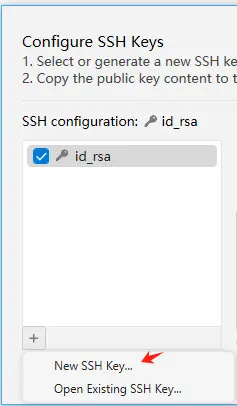 Configure SSH Keys
1. Select or generate a new SSH ke
2. Copy the public key content to t
SSH configuration: id_rsa
id_rsa
+
New SSH Key...
Open Existing SSH Key...